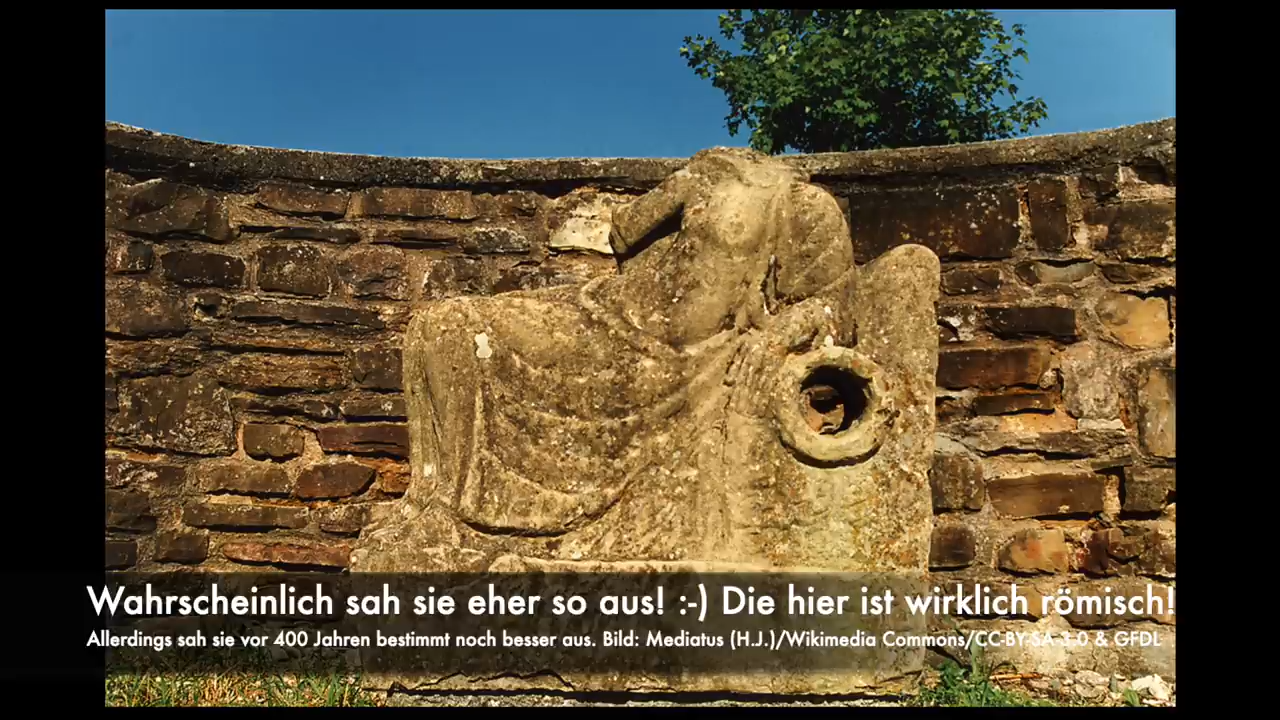 Wahrscheinlich sah sie eher so aus! :-) Die hier ist wirklich römisch!
Allerdings sah sie vor 400 Jahren bestimmt noch besser aus. Bild: Mediatus (H.J.)/Wikimedia Commons/CC-BY-SA-3.0 & GFDL